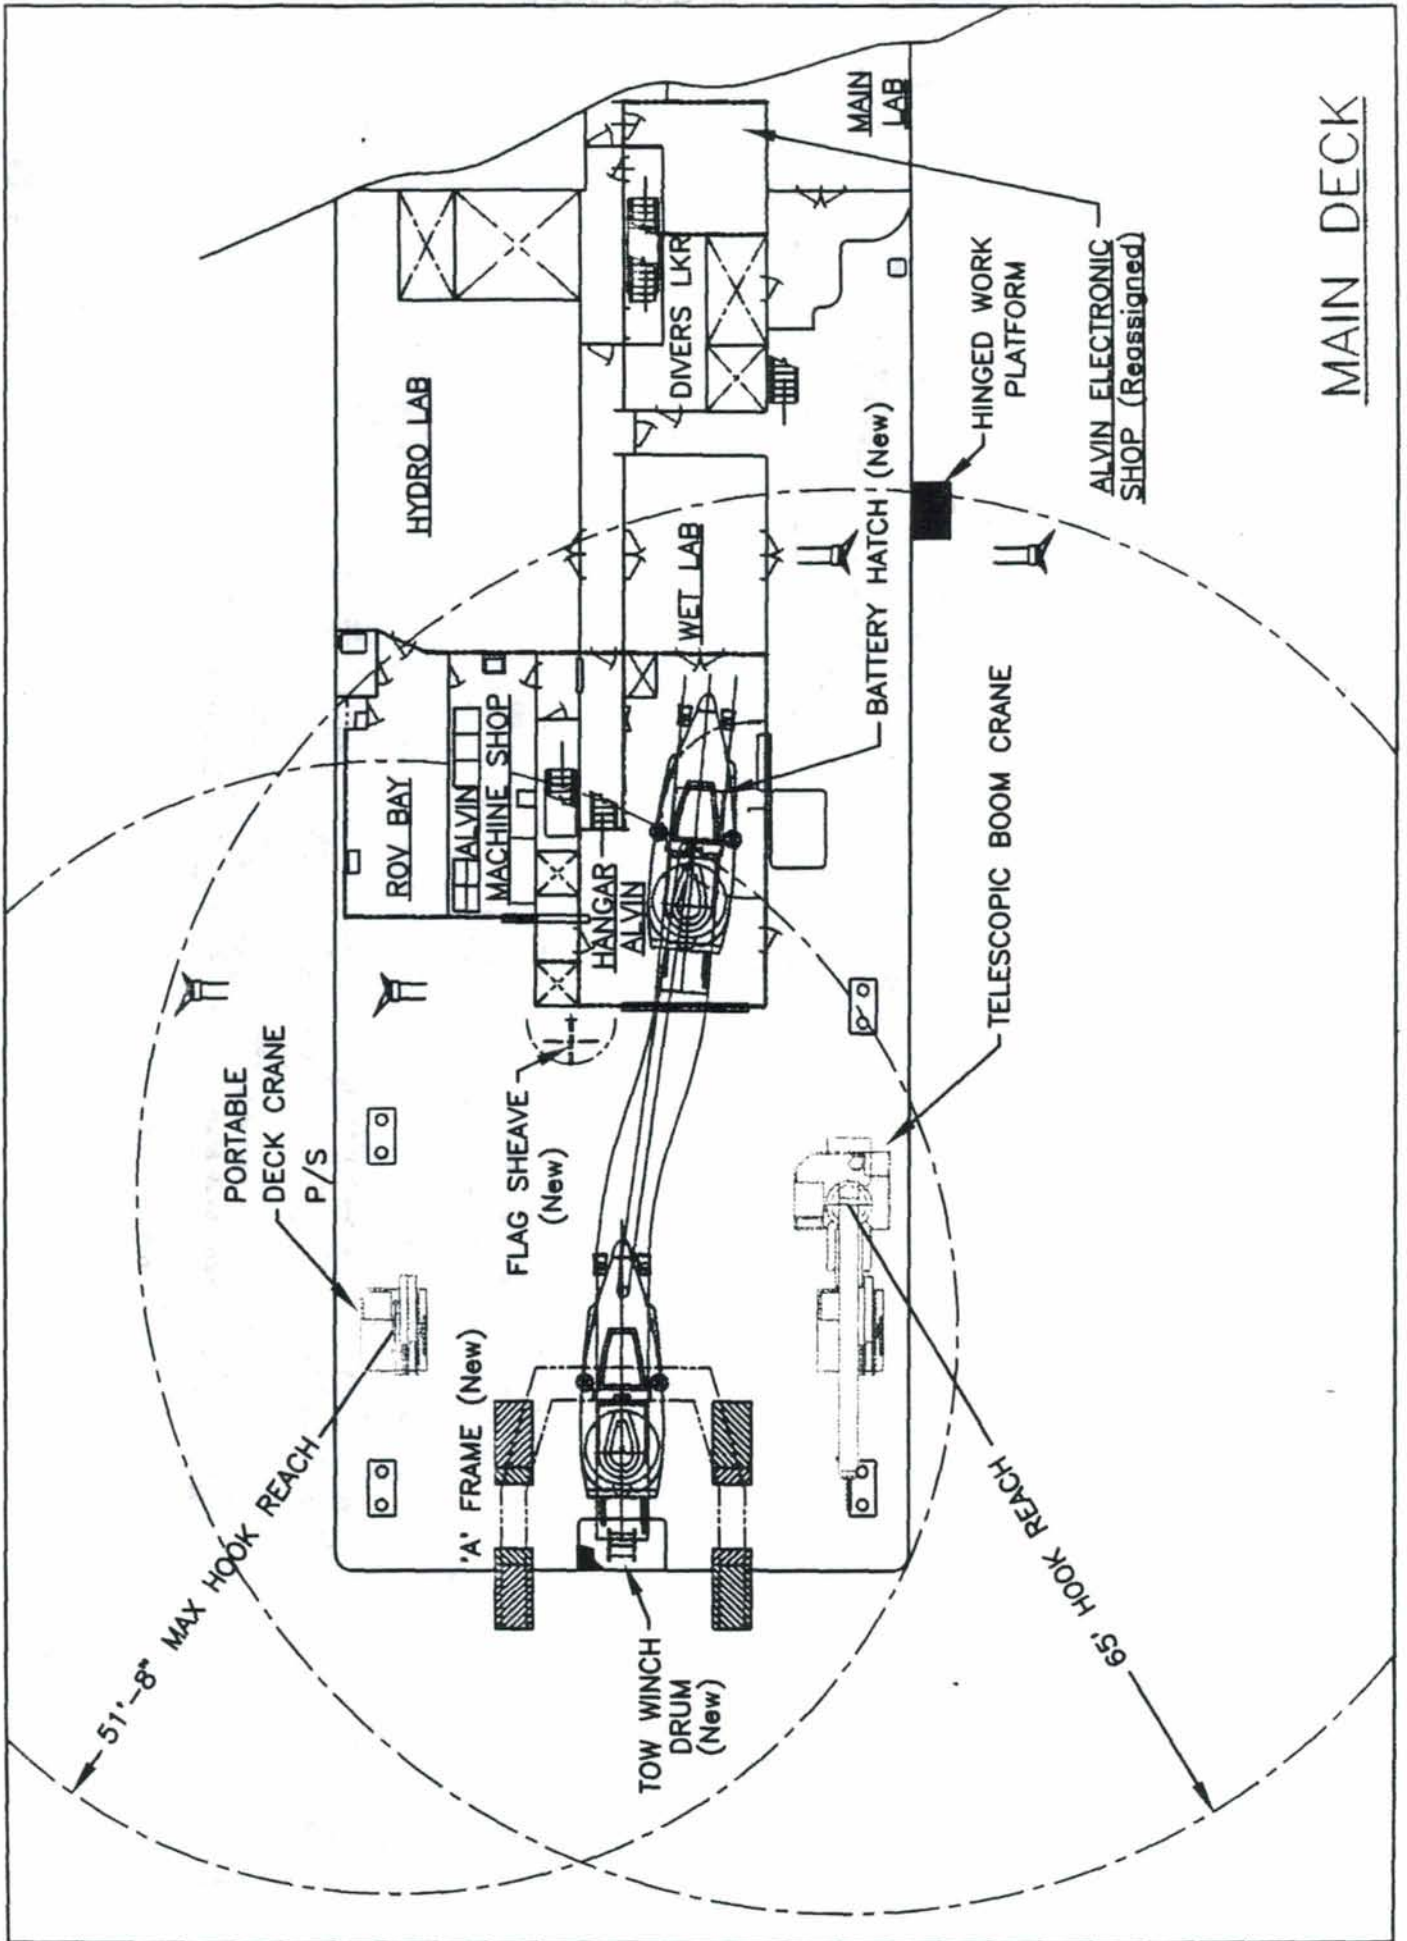 MAIN DECK
HYDRO LAB
MAIN
LAB
DIVERS LKR
WET LAB
ROV BAY
ALVIN
MACHINE SHOP
HANGAR
ALVIN
PORTABLE
DECK CRANE
P/S
FLAG SHEAVE
(New)
'A' FRAME (New)
51'-8" MAX HOOK REACH
TOW WINCH
DRUM
(New)
65' HOOK REACH
TELESCOPIC BOOM CRANE
BATTERY HATCH (New)
HINGED WORK
PLATFORM
ALVIN ELECTRONIC
SHOP (Reassigned)